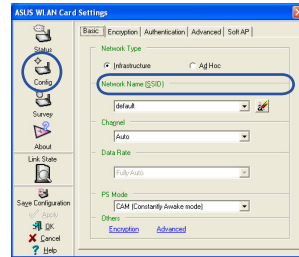 ASUS WLAN Card Settings
Status
Config
Survey
About
Link State
Save Configuration
Apply
OK
Cancel
Help
Basic Encryption Authentication Advanced Soft AP
Network Type
Infrastructure Ad Hoc
Network Name (SSID)
default
Channel
Auto
Data Rate
Fully Auto
PS Mode
CAM (Constantly Awake mode)
Others
Encryption Advanced